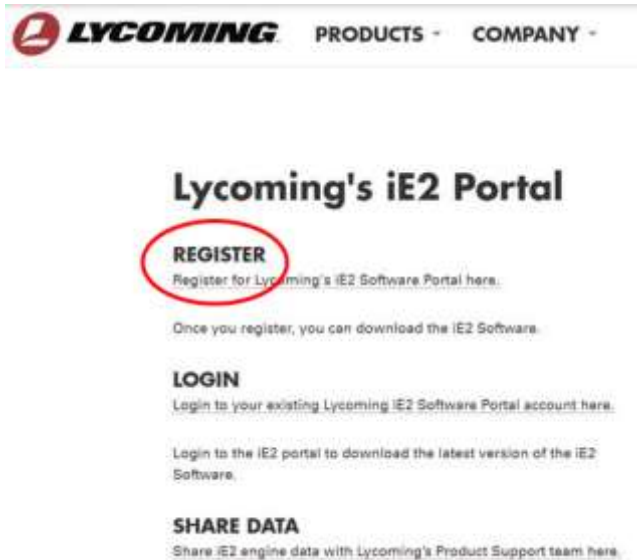 LYCOMING PRODUCTS - COMPANY -
Lycoming's iE2 Portal
REGISTER
Register for Lycoming's iE2 Software Portal here.
Once you register, you can download the iE2 Software.
LOGIN
Login to your existing Lycoming iE2 Software Portal account here.
Login to the iE2 portal to download the latest version of the iE2
Software.
SHARE DATA
Share iE2 engine data with Lycoming's Product Support team here.